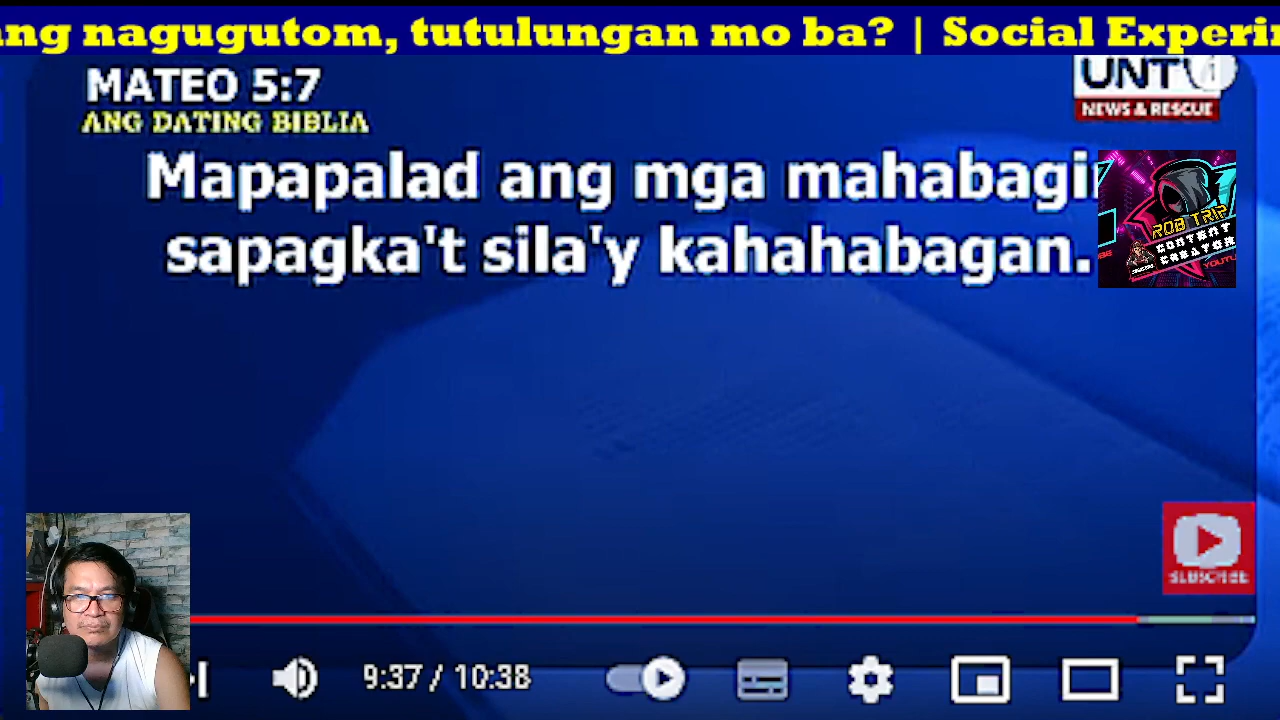 ang nagugutom, tutulungan mo ba? | Social Experi
MATEO 5:7
ANG DATING BIBLIA
UNTV
NEWS & RESCUE
Mapapalad ang mga mahabagi
sapagka't sila'y kahahabagan.
ROB TRIP
CONTENT
CREATOR
SUBSCRIBE
9:37 / 10:38